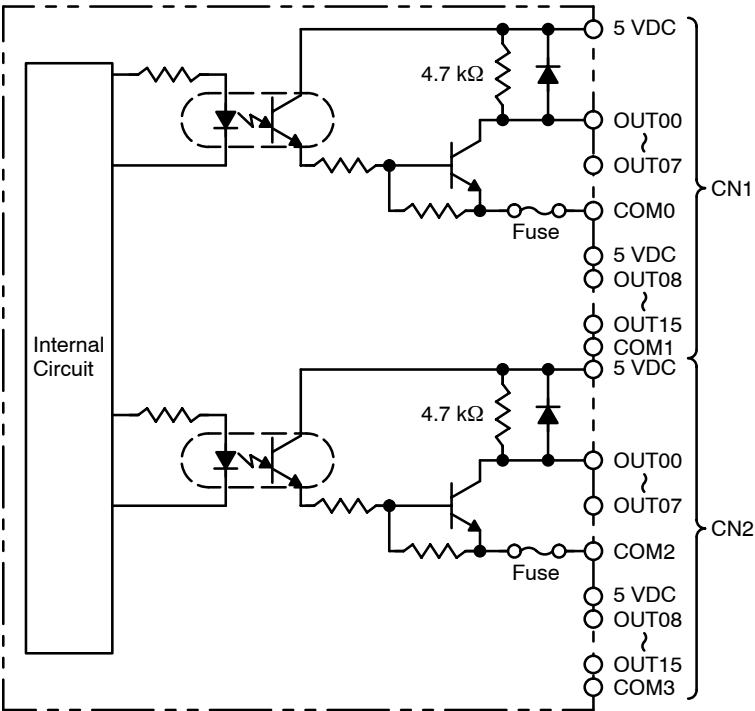 5 VDC
4.7 kΩ
OUT00
OUT07
CN1
COM0
Fuse
5 VDC
OUT08
OUT15
Internal
Circuit
COM1
5 VDC
4.7 kΩ
OUT00
OUT07
CN2
COM2
Fuse
5 VDC
OUT08
OUT15
COM3